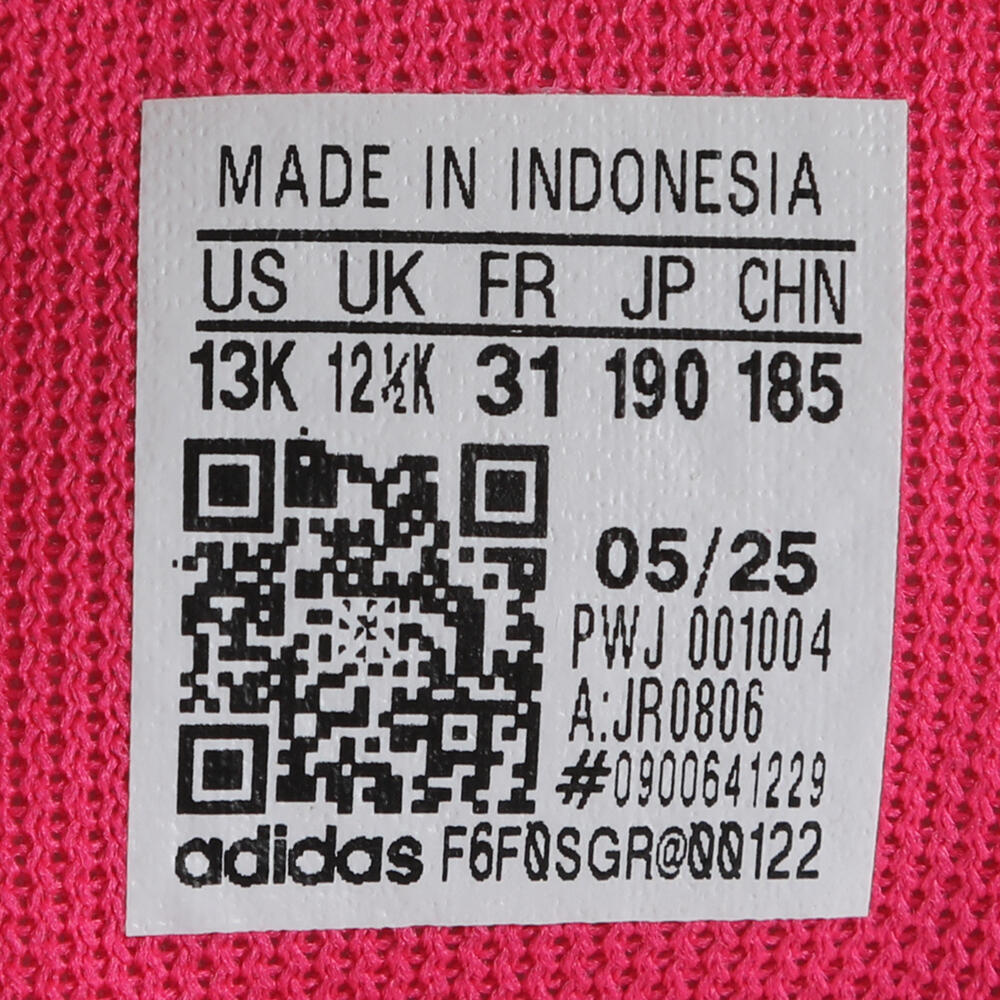 MADE IN INDONESIA
US UK FR JP CHN
13K 12½K 31 190 185
05/25
PWJ 001004
A:JR0806
#0900641229
adidas F6F0SGR@00122